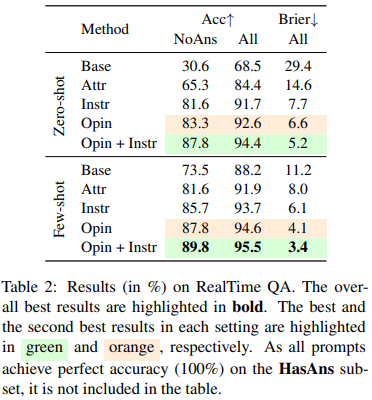 Method Acc↑ Brier↓
NoAns All All
Zero-shot
Base 30.6 68.5 29.4
Attr 65.3 84.4 14.6
Instr 81.6 91.7 7.7
Opin 83.3 92.6 6.6
Opin + Instr 87.8 94.4 5.2
Few-shot
Base 73.5 88.2 11.2
Attr 81.6 91.9 8.0
Instr 85.7 93.7 6.1
Opin 87.8 94.6 4.1
Opin + Instr 89.8 95.5 3.4
Table 2: Results (in %) on RealTime QA. The over-
all best results are highlighted in bold. The best and
the second best results in each setting are highlighted
in green and orange , respectively. As all prompts
achieve perfect accuracy (100%) on the HasAns sub-
set, it is not included in the table.